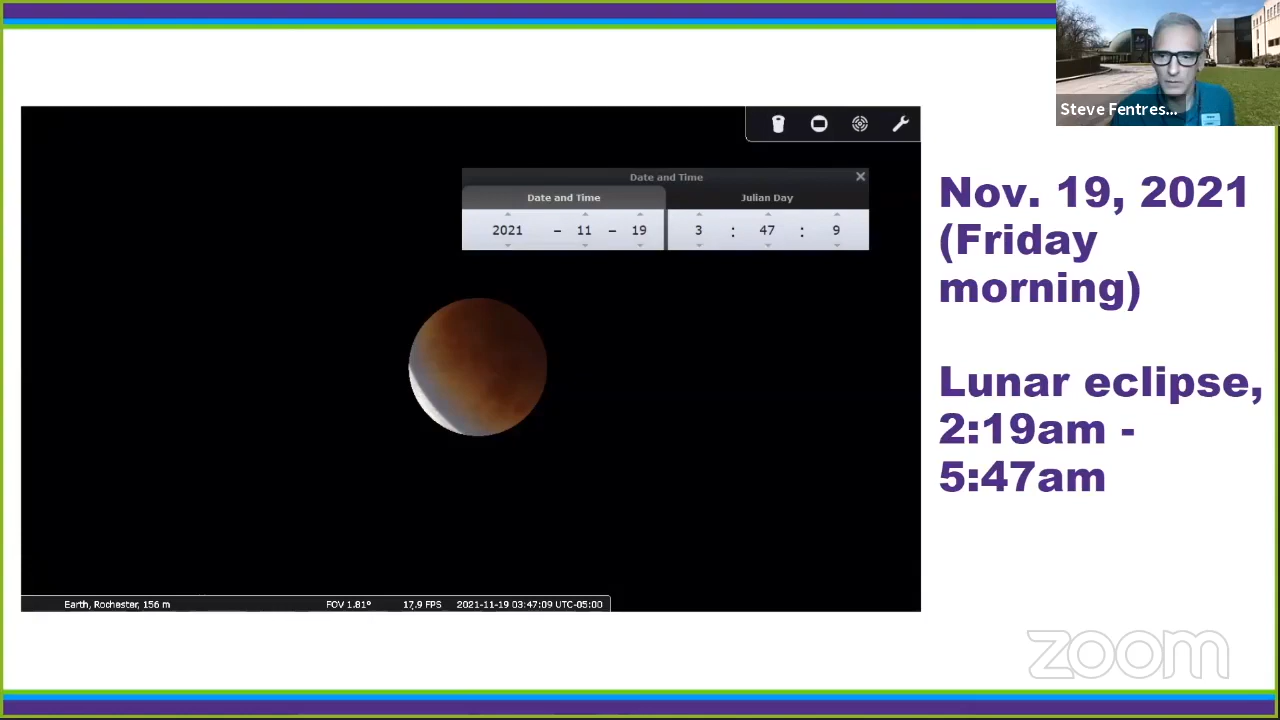 Steve Fentres...
Date and Time
Date and Time
Julian Day
2021 – 11 – 19
3 : 47 : 9
Nov. 19, 2021
(Friday
morning)
Lunar eclipse,
2:19am -
5:47am
Earth, Rochester, 156 m
FOV 1.81°
17.9 FPS
2021-11-19 03:47:09 UTC-05:00
zoom